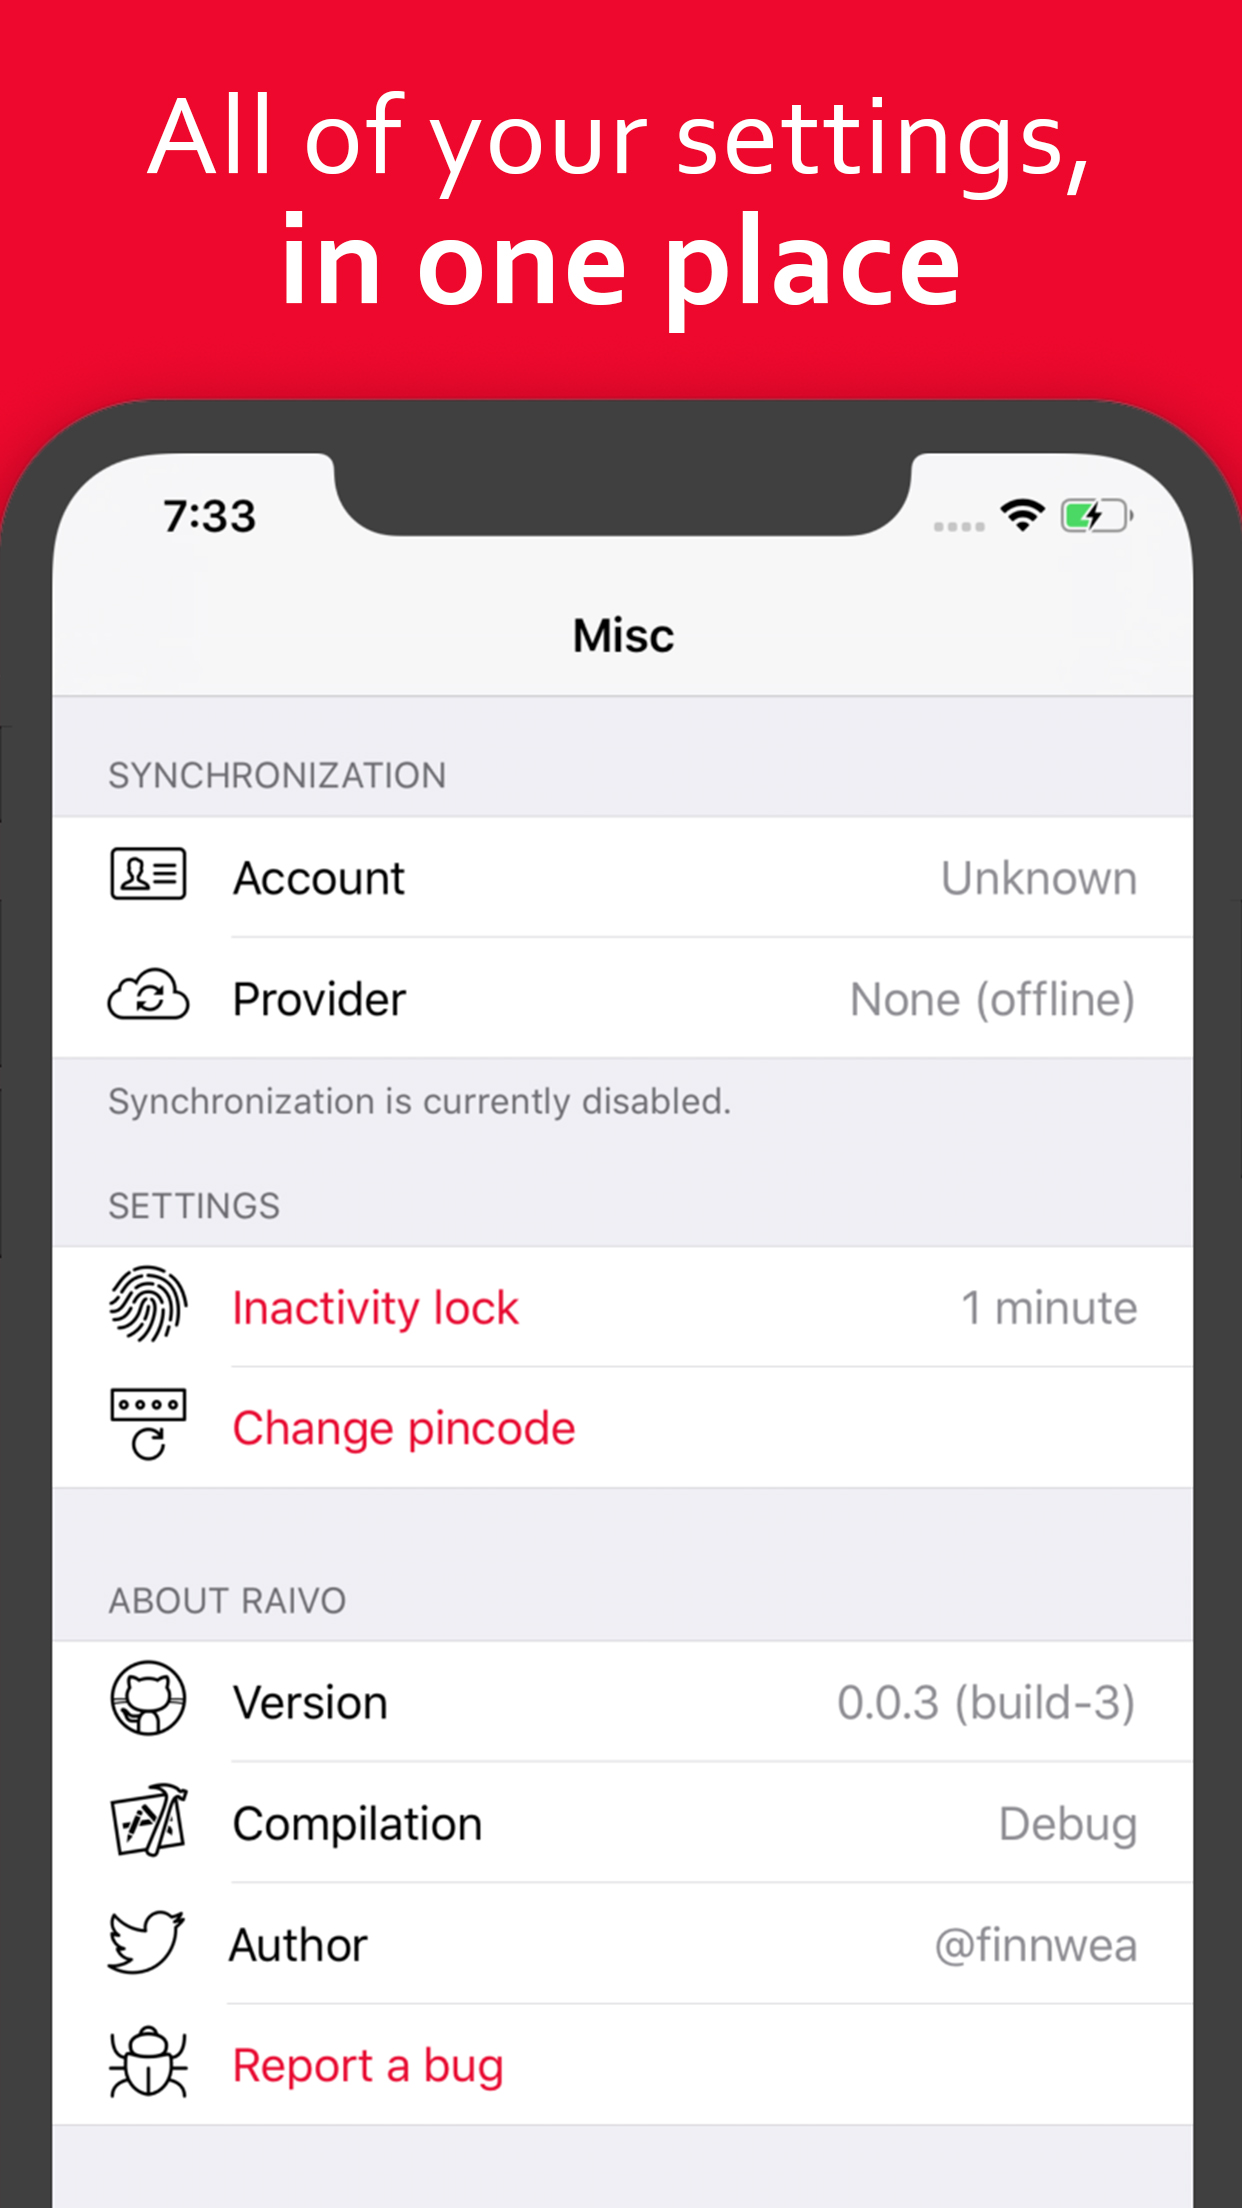 All of your settings,
in one place
7:33
Misc
SYNCHRONIZATION
Account Unknown
Provider None (offline)
Synchronization is currently disabled.
SETTINGS
Inactivity lock 1 minute
Change pincode
ABOUT RAIVO
Version 0.0.3 (build-3)
Compilation Debug
Author @finnwea
Report a bug